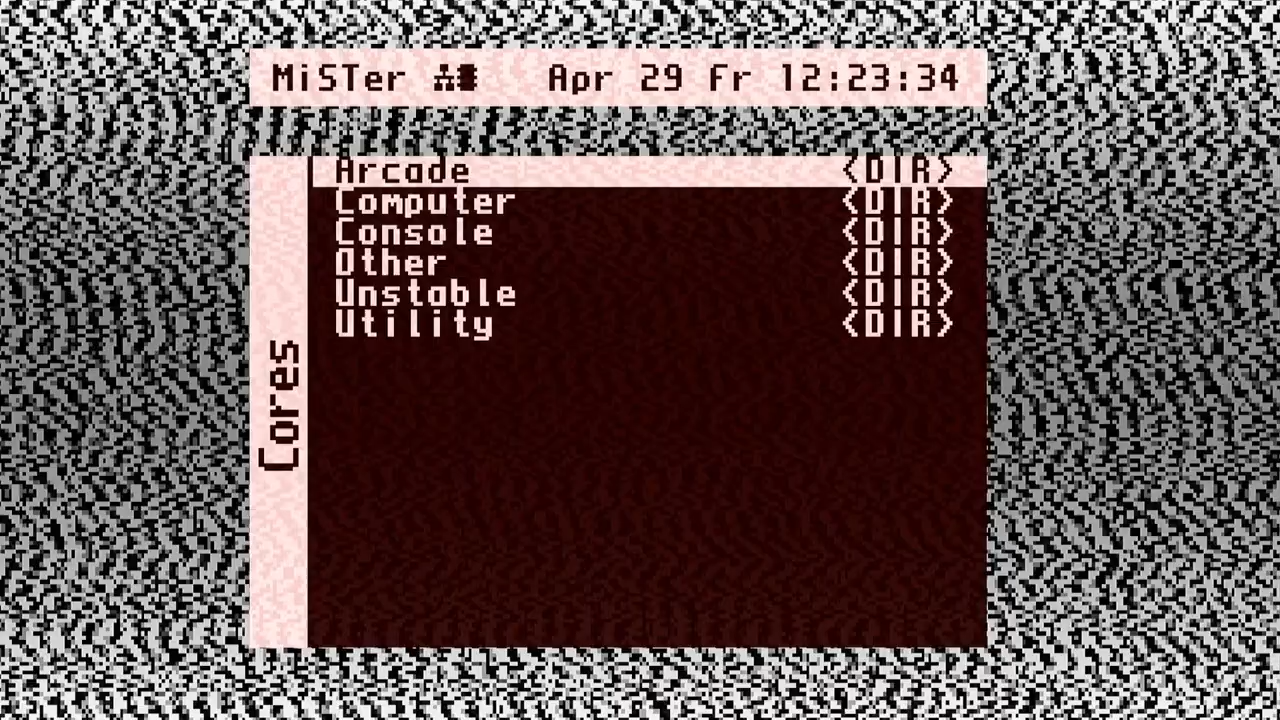 MiSTer Apr 29 Fr 12:23:34
Arcade <DIR>
Computer <DIR>
Console <DIR>
Other <DIR>
Unstable <DIR>
Utility <DIR>
Cores